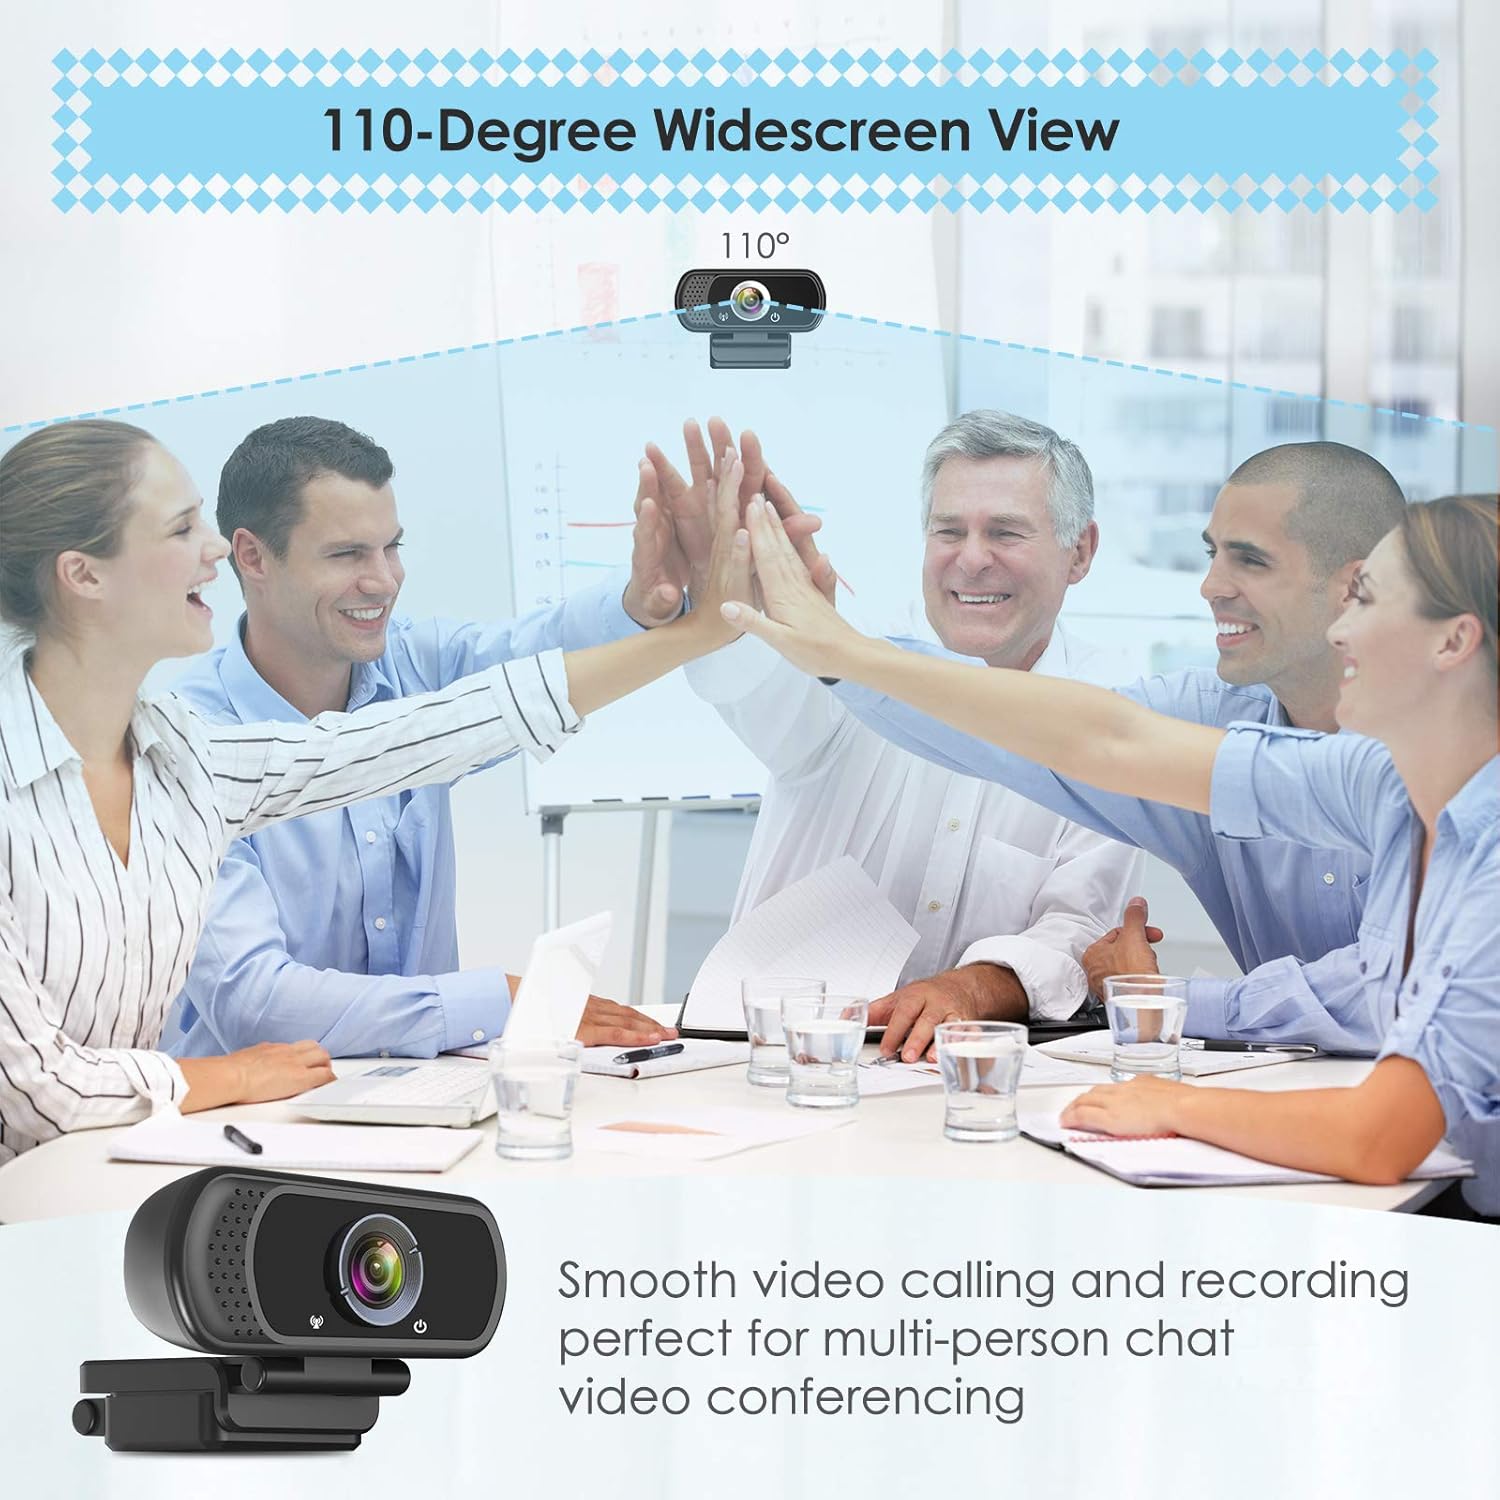 110-Degree Widescreen View
110°
Smooth video calling and recording
perfect for multi-person chat
video conferencing